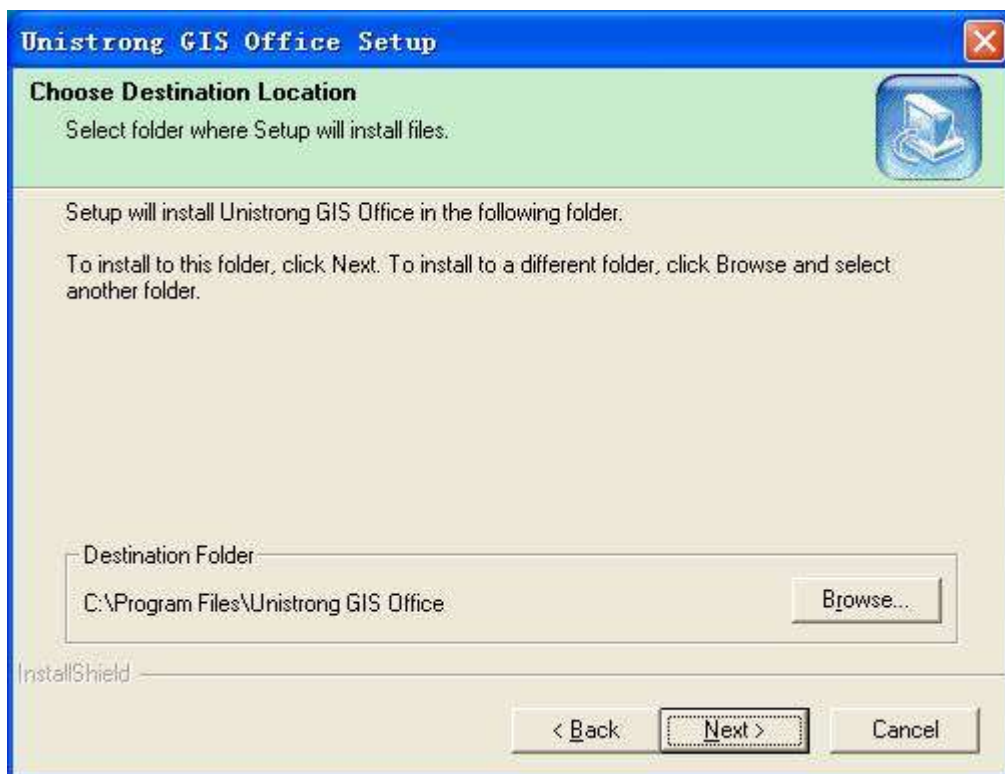 Unistrong GIS Office Setup
Choose Destination Location
Select folder where Setup will install files.
Setup will install Unistrong GIS Office in the following folder.
To install to this folder, click Next. To install to a different folder, click Browse and select
another folder.
Destination Folder
C:\Program Files\Unistrong GIS Office
Browse...
InstallShield
< Back
Next >
Cancel